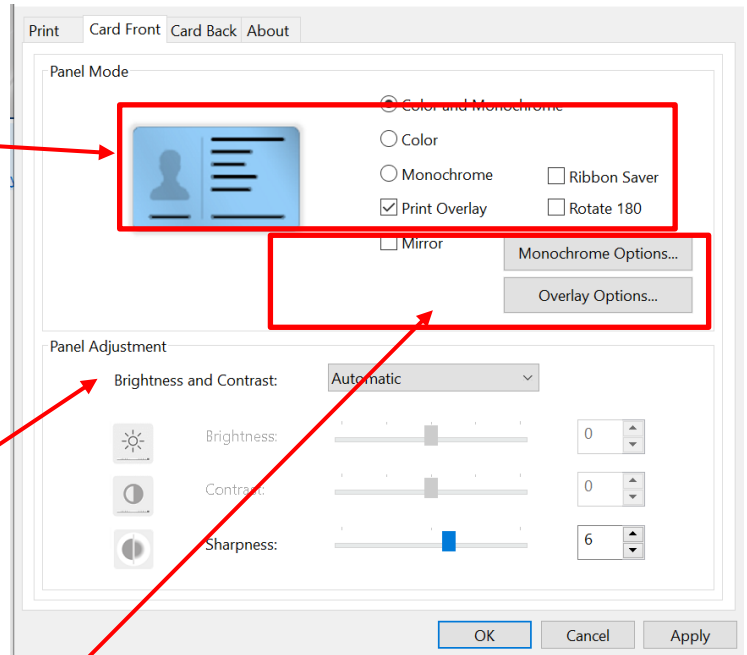 Print Card Front Card Back About
Panel Mode
Color and Monochrome
Color
Monochrome
Ribbon Saver
Print Overlay
Rotate 180
Mirror
Monochrome Options...
Overlay Options...
Panel Adjustment
Brightness and Contrast: Automatic
Brightness: 0
Contrast: 0
Sharpness: 6
OK Cancel Apply